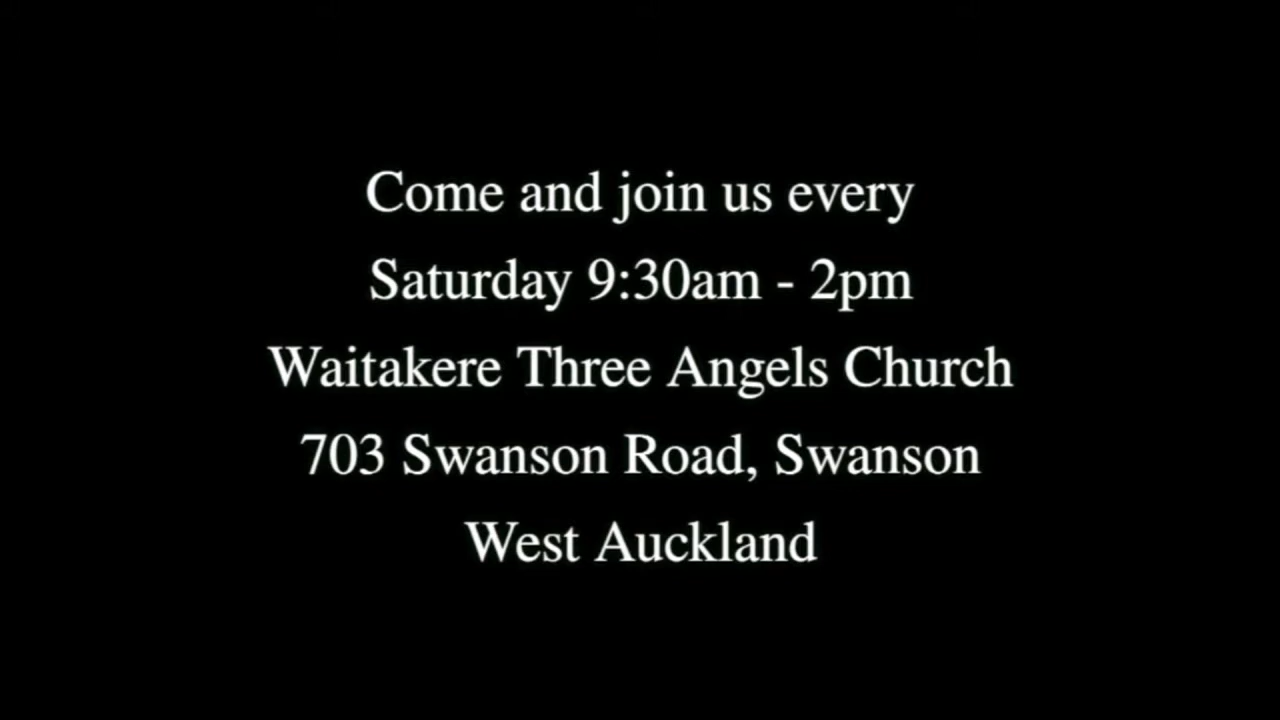 Come and join us every
Saturday 9:30am - 2pm
Waitakere Three Angels Church
703 Swanson Road, Swanson
West Auckland